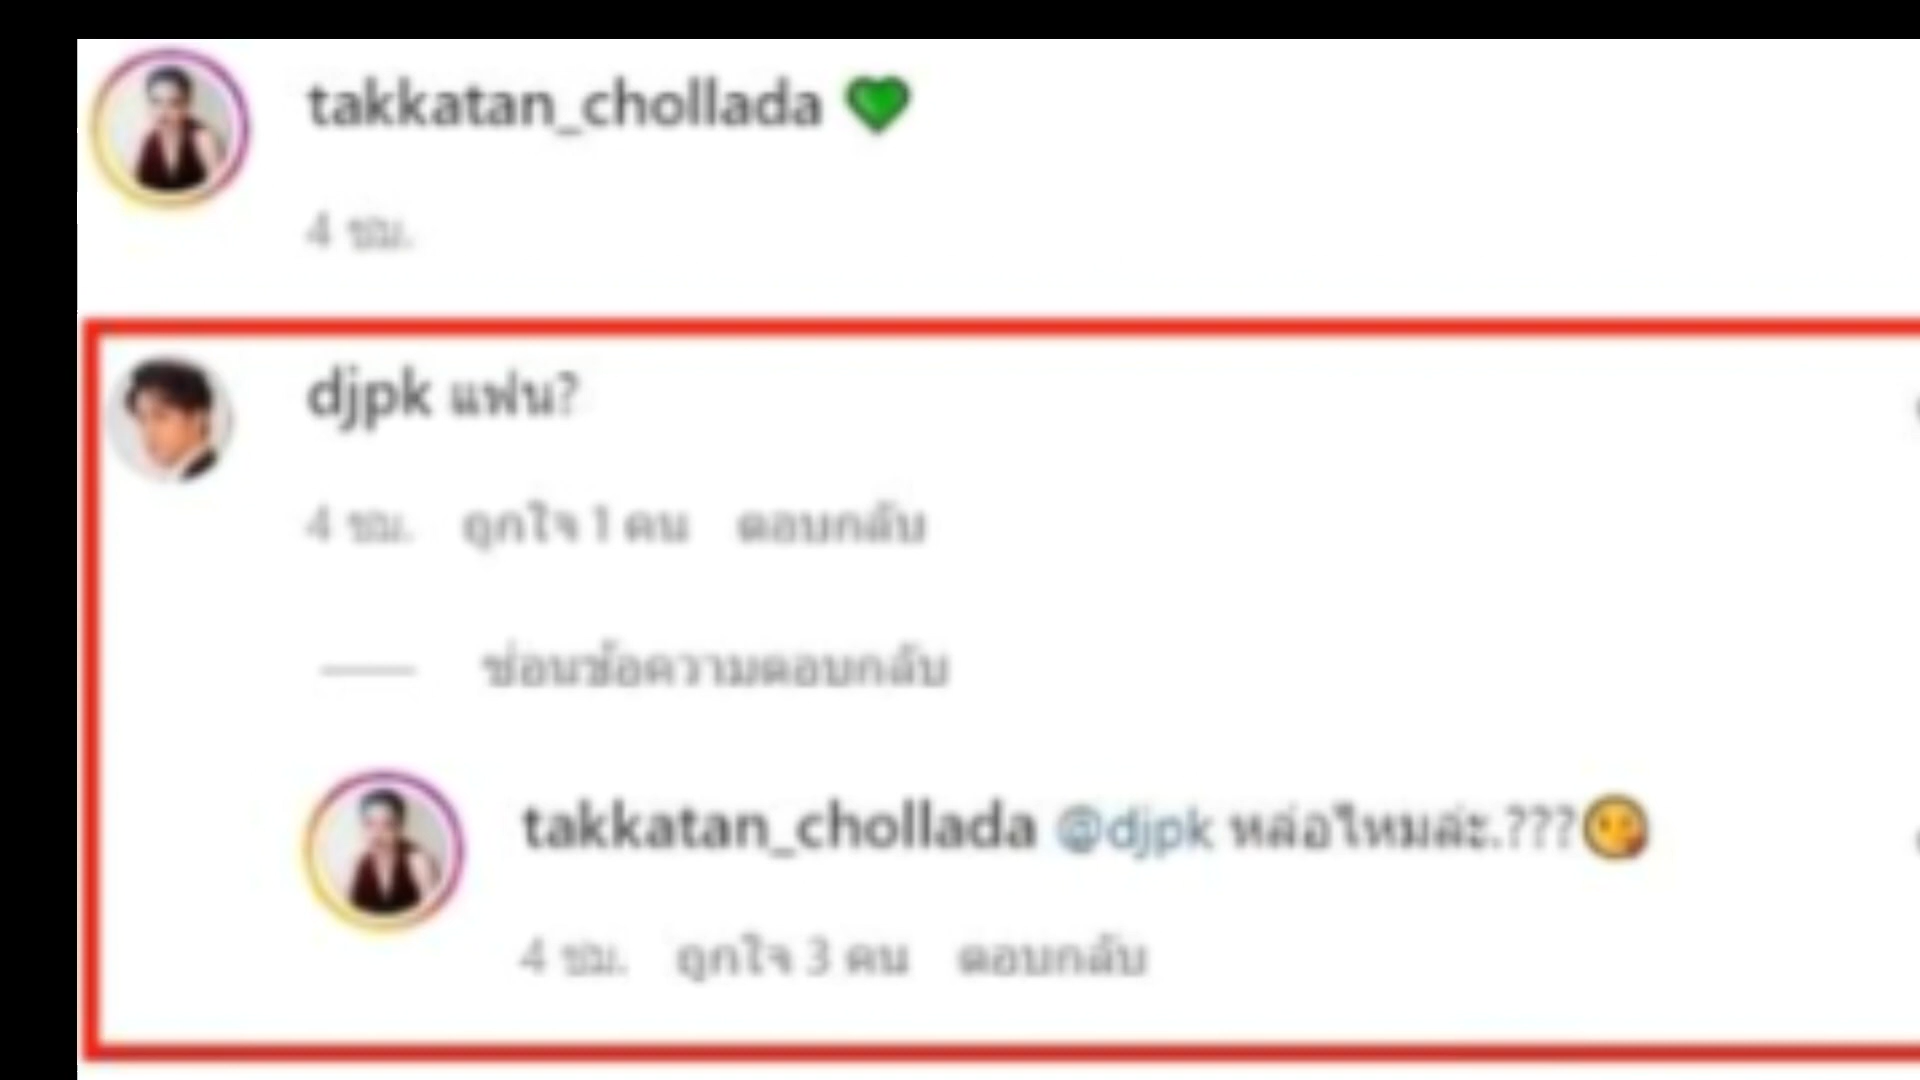 takkatan_chollada 💚
4 ชม.
djpk แฟน?
4 ชม. ถูกใจ 1 คน ตอบกลับ
ซ่อนข้อความตอบกลับ
takkatan_chollada @djpk หล่อไหมล่ะ.???😘
4 ชม. ถูกใจ 3 คน ตอบกลับ